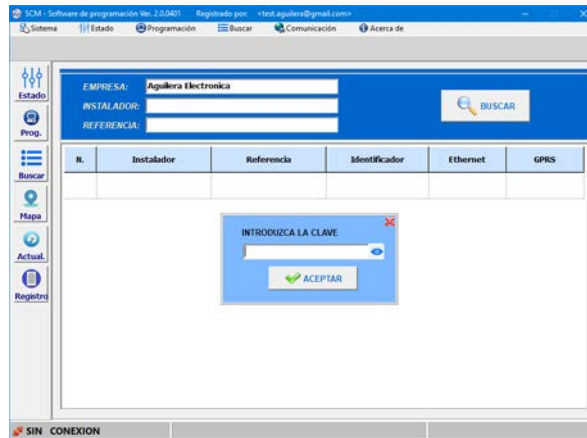 SCM - Software de programación Ver. 2.0.0401 Registrado por: <test.aguilera@gmail.com>
Sistema Estado Programación Buscar Comunicación Acerca de
Estado
Prog.
Buscar
Mapa
Actual.
Registro
EMPRESA: Aguilera Electronica
INSTALADOR:
REFERENCIA:
BUSCAR
N. Instalador Referencia Identificador Ethernet GPRS
INTRODUZCA LA CLAVE
ACEPTAR
SIN CONEXION